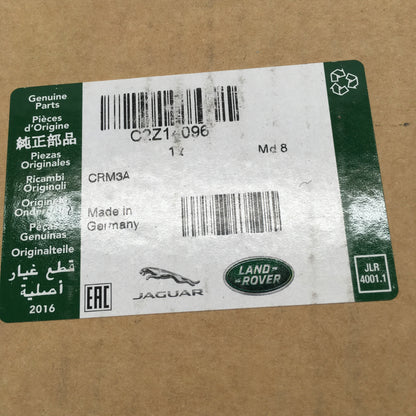 Genuine
Parts
Pièces
d'Origine
純正部品
Piezas
Originales
Ricambi
Originali
Peças
Genuinas
Originalteile
قطع غيار
أصلية
2016
Md 8
CRM3A
Made in
Germany
EAC
JAGUAR
LAND
ROVER
JLR
4001.1